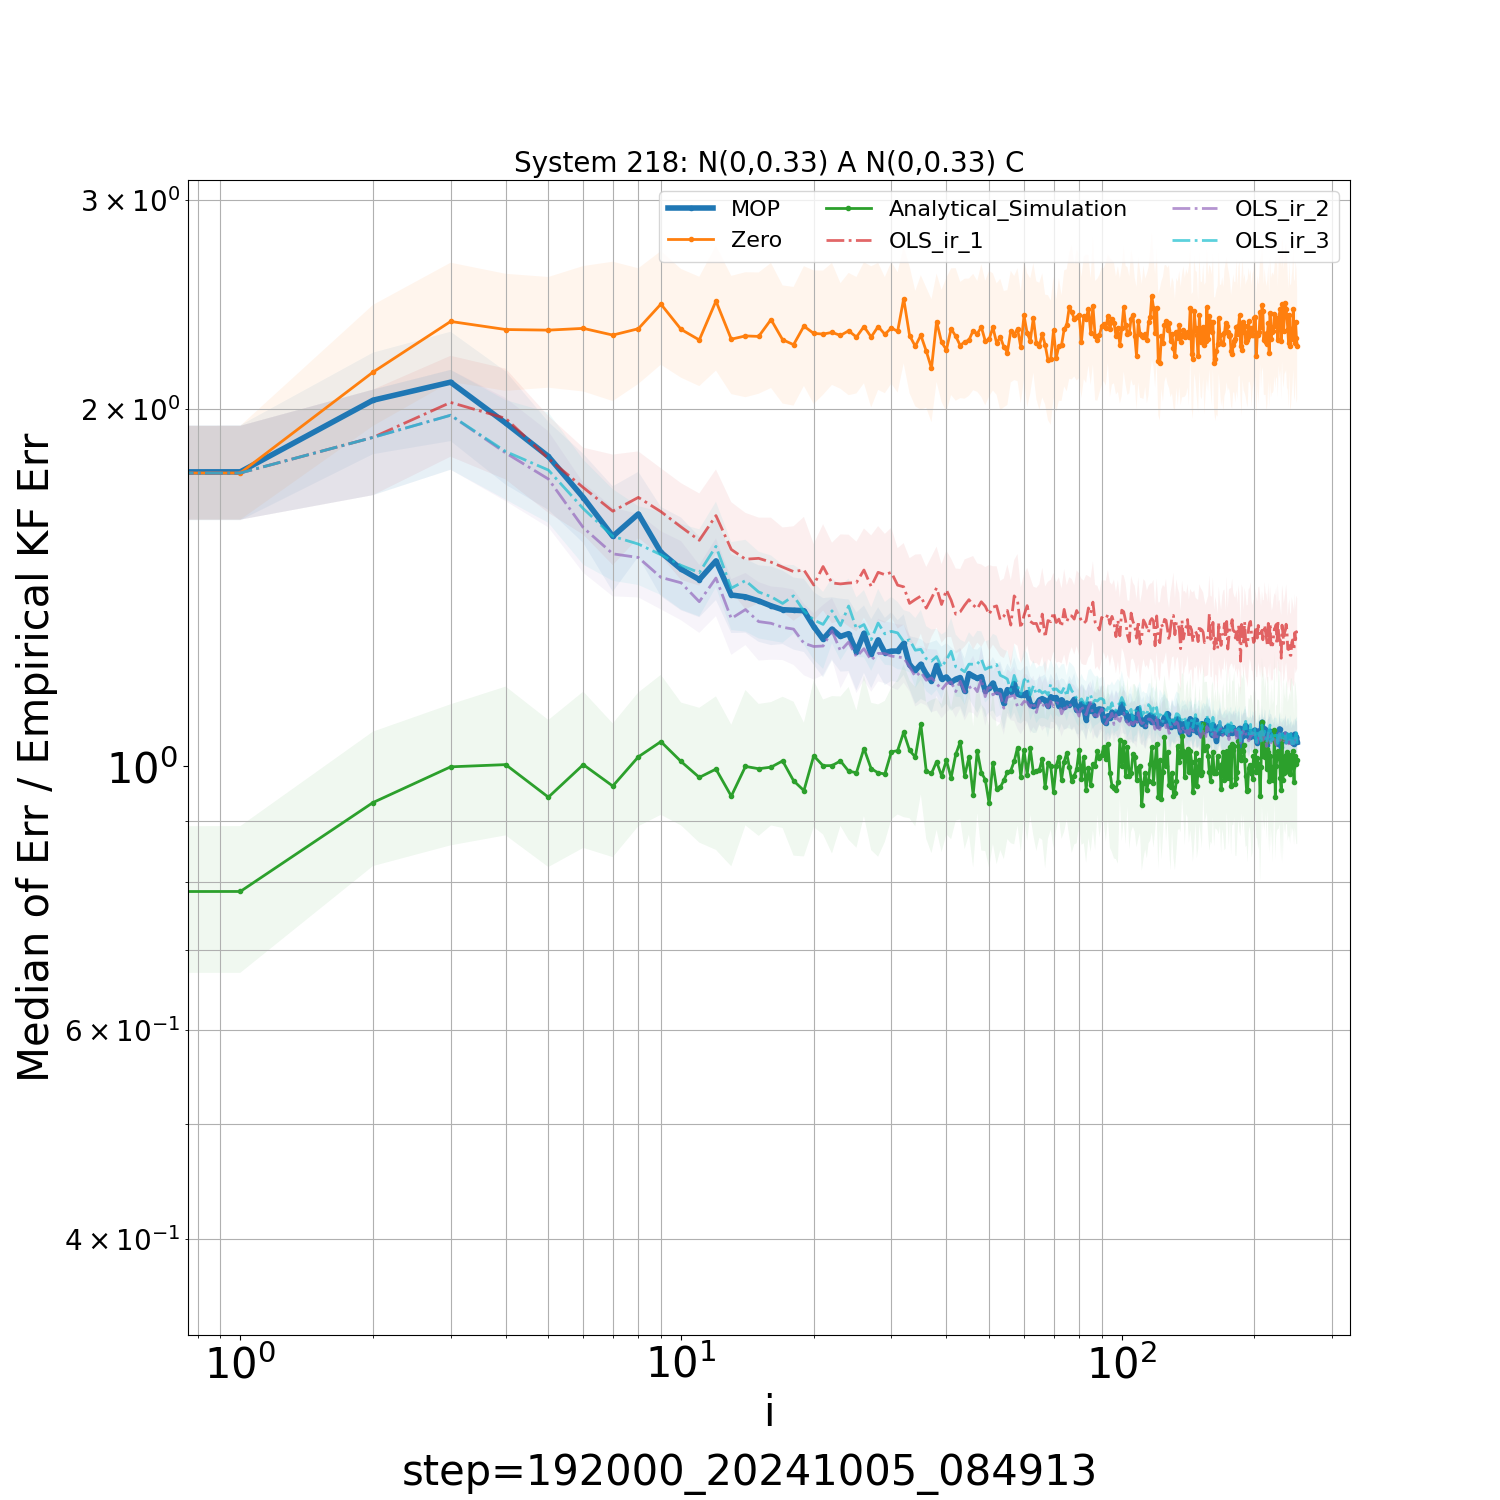 System 218: N(0,0.33) A N(0,0.33) C
MOP
Zero
Analytical_Simulation
OLS_ir_1
OLS_ir_2
OLS_ir_3
3 × 10⁰
2 × 10⁰
10⁰
6 × 10⁻¹
4 × 10⁻¹
Median of Err / Empirical KF Err
10⁰ 10¹ 10²
i
step=192000_20241005_084913